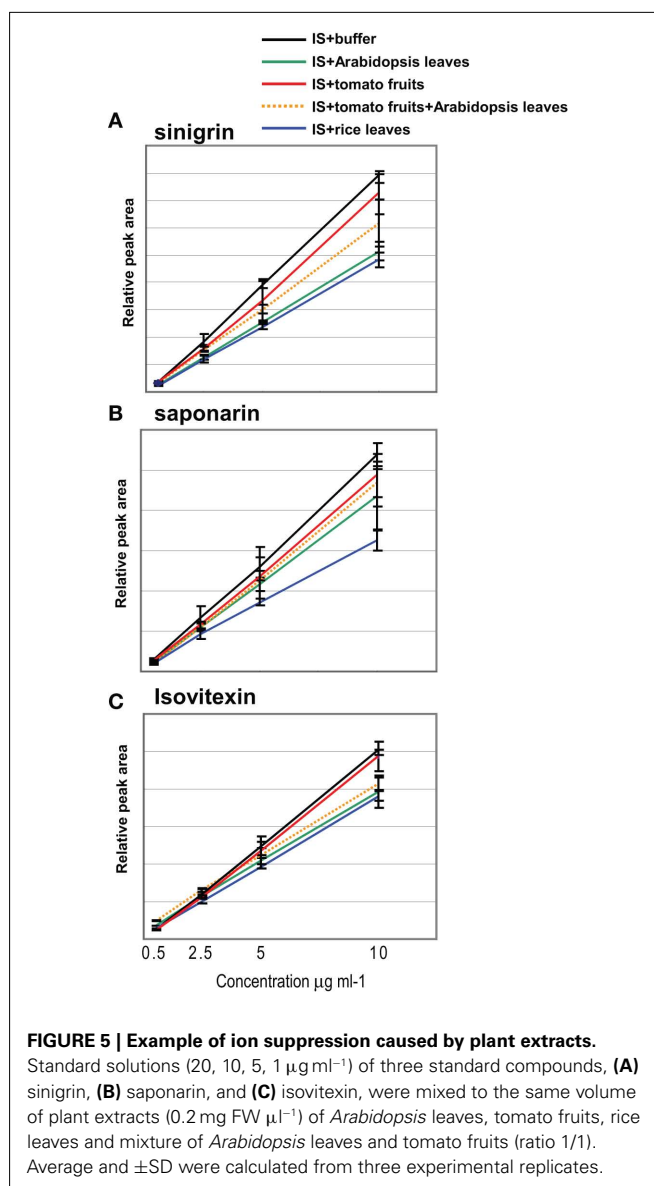 IS+buffer
IS+Arabidopsis leaves
IS+tomato fruits
IS+tomato fruits+Arabidopsis leaves
IS+rice leaves
A sinigrin
Relative peak area
B saponarin
Relative peak area
C Isovitexin
Relative peak area
0.5 2.5 5 10
Concentration µg ml-1
FIGURE 5 | Example of ion suppression caused by plant extracts.
Standard solutions (20, 10, 5, 1 µg ml⁻¹) of three standard compounds, (A)
sinigrin, (B) saponarin, and (C) isovitexin, were mixed to the same volume
of plant extracts (0.2 mg FW µl⁻¹) of Arabidopsis leaves, tomato fruits, rice
leaves and mixture of Arabidopsis leaves and tomato fruits (ratio 1/1).
Average and ±SD were calculated from three experimental replicates.